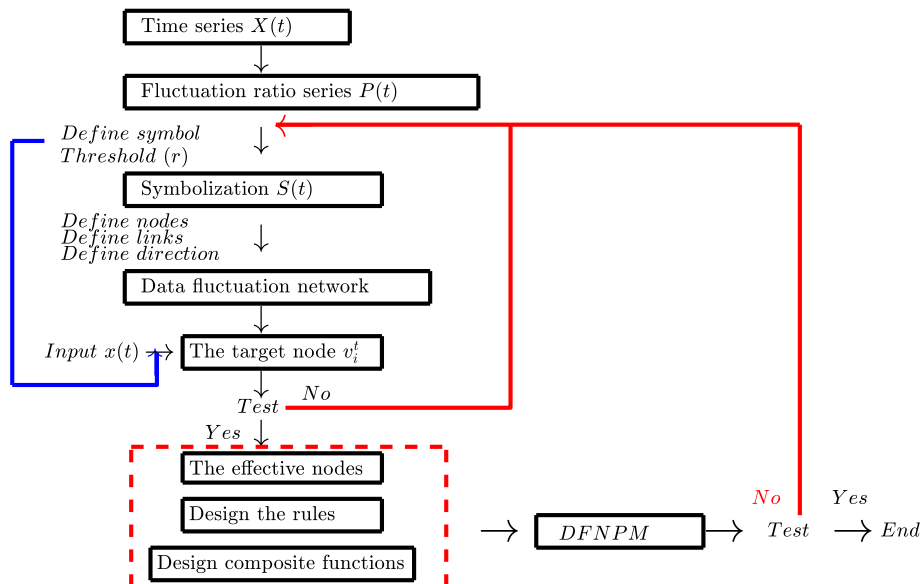 Time series X(t)
Fluctuation ratio series P(t)
Define symbol
Threshold (r)
Symbolization S(t)
Define nodes
Define links
Define direction
Data fluctuation network
Input x(t)
The target node v_i^t
Test
No
Yes
The effective nodes
Design the rules
Design composite functions
DFNPM
Test
No
Yes
End